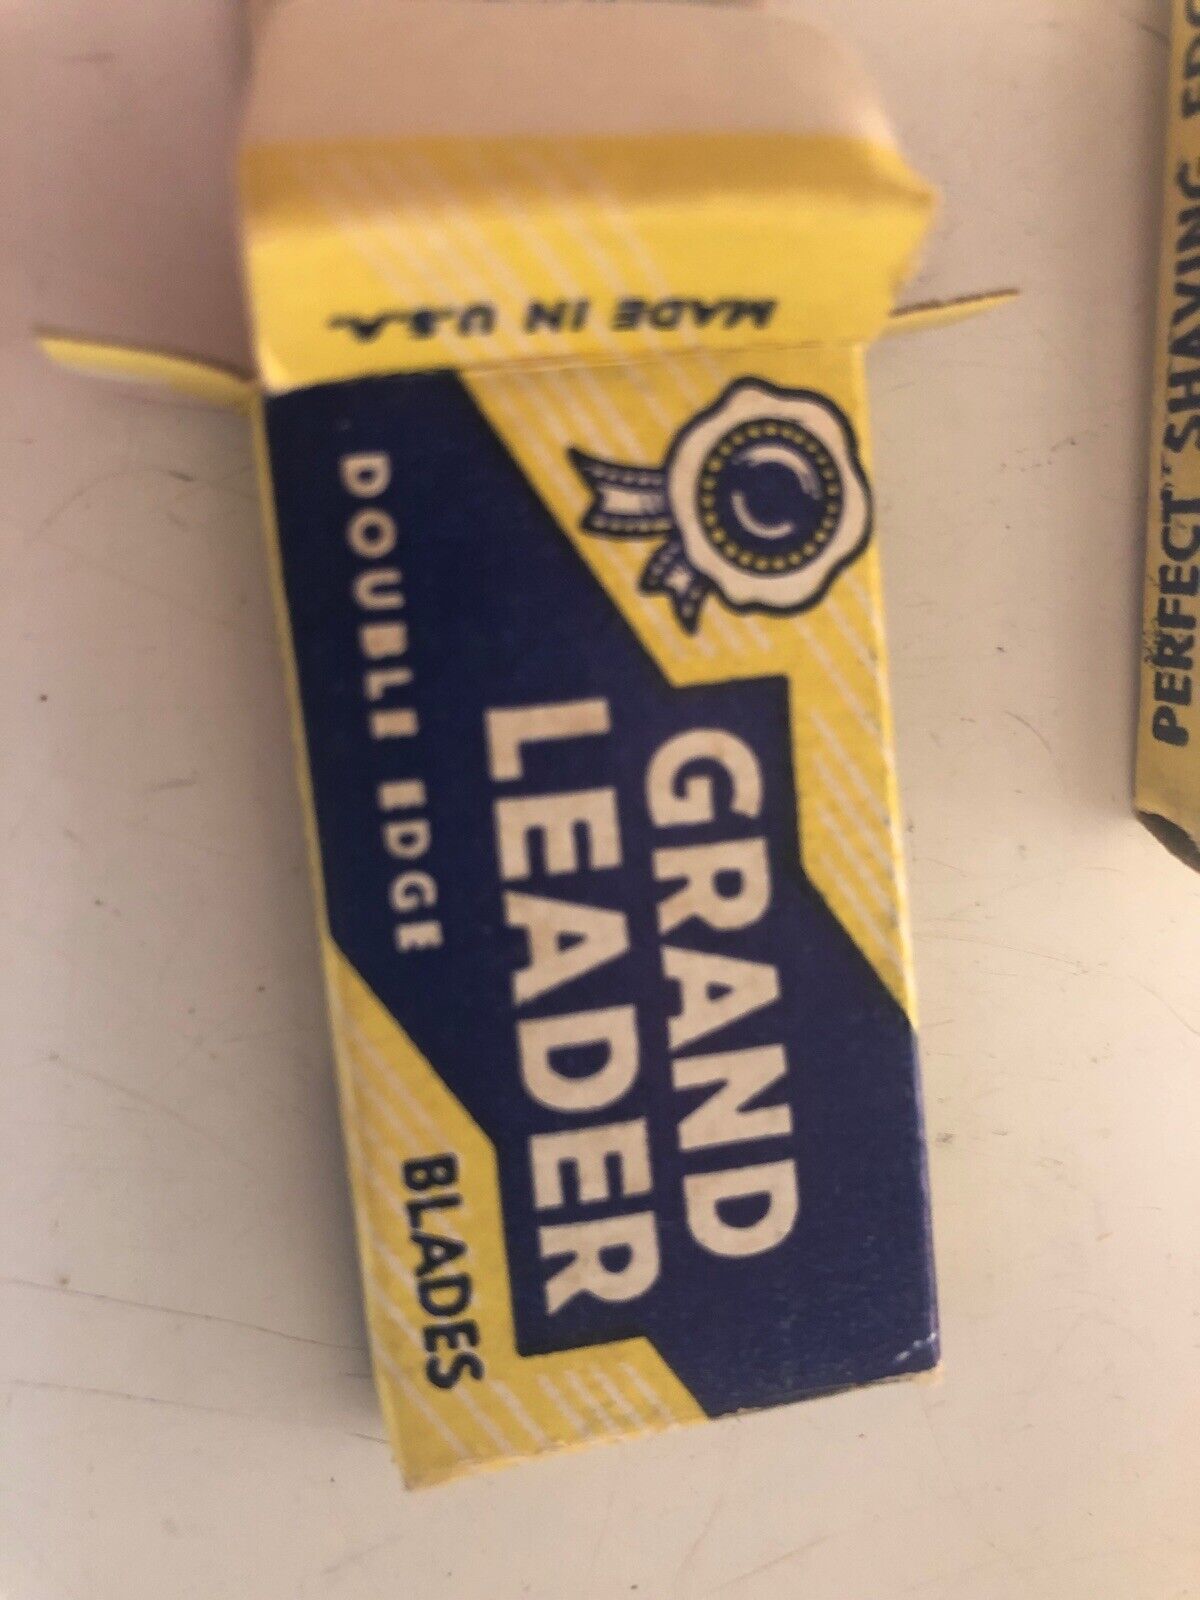 MADE IN U.S.A.
GRAND
LEADER
DOUBLE EDGE
BLADES
PERFECT SHAVING